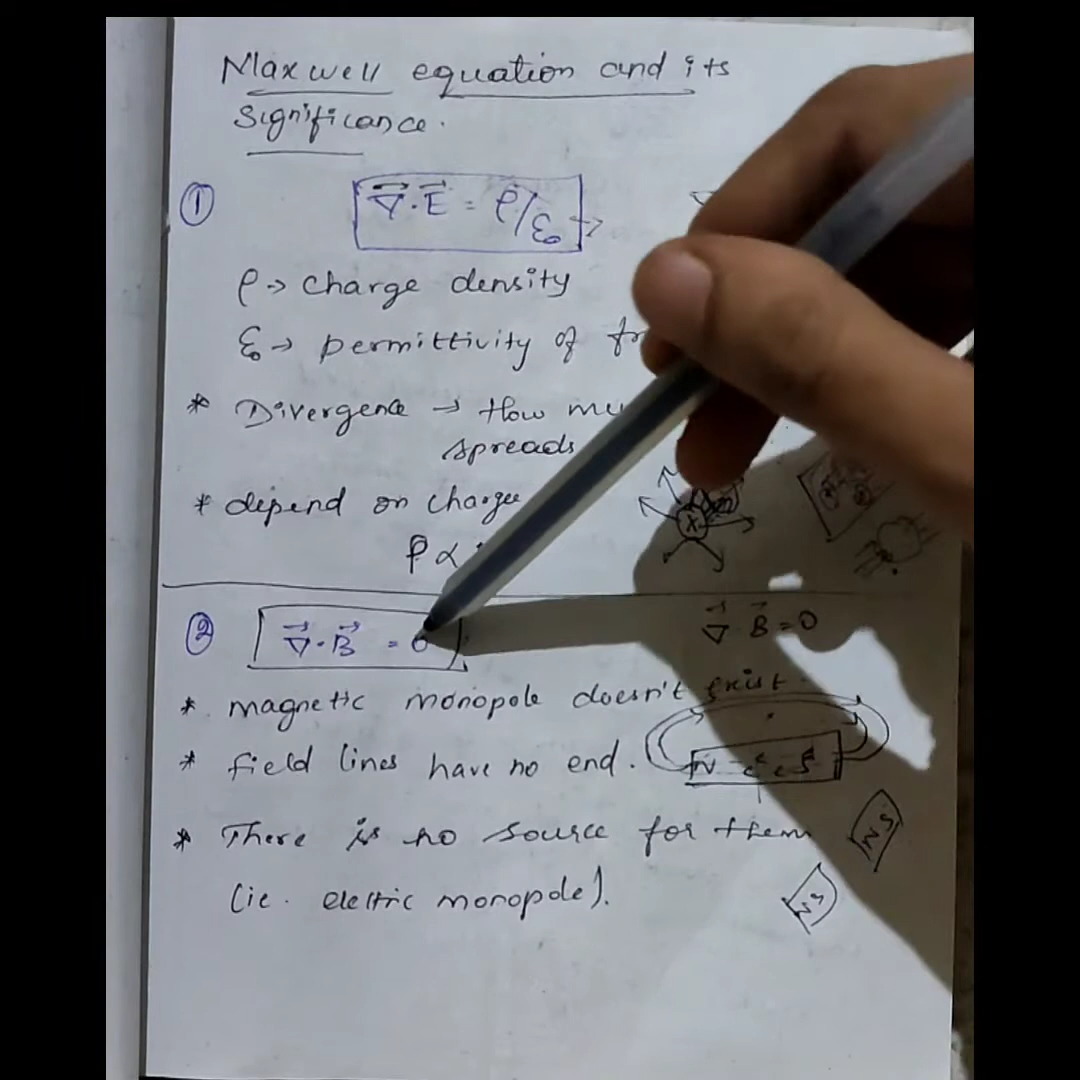 Maxwell equation and its
Significance.
① ∇⃗.E⃗ = ρ/ε₀ →
ρ → charge density
ε₀ → permittivity of
* Divergence → How
spreads
* depend on charge
ρ ∝
② ∇⃗.B⃗ = 0
∇⃗.B⃗ = 0
* magnetic monopole doesn't exist
* field lines have no end.
N S
* There is no source for them
N S
(ie. electric monopole).
N S